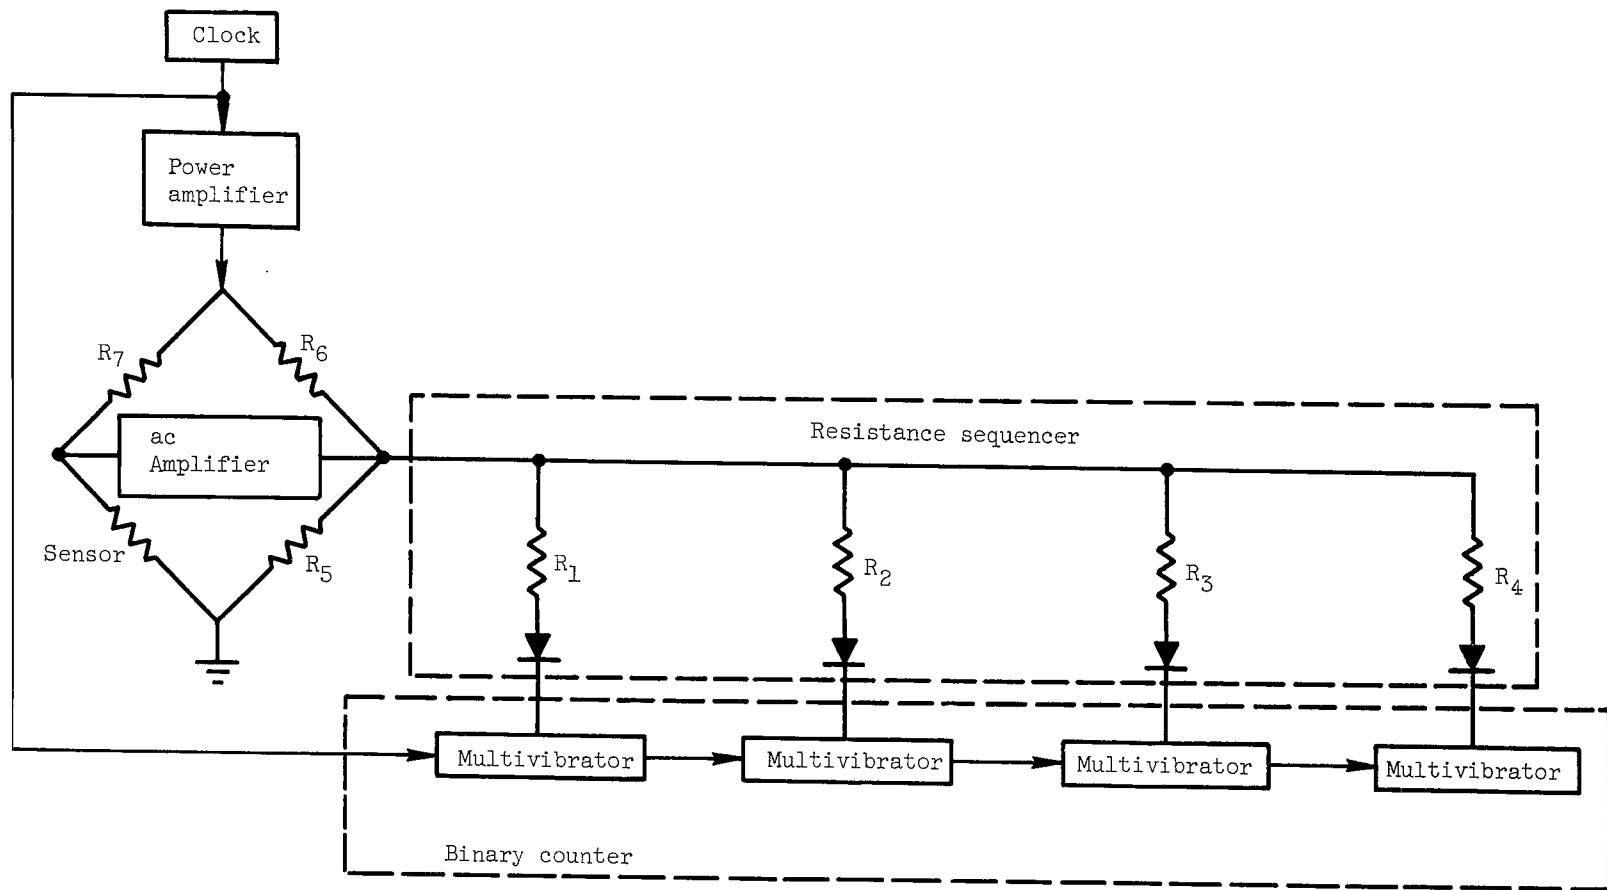 Clock
Power
amplifier
R7
R6
ac
Amplifier
Resistance sequencer
Sensor
R5
R1
R2
R3
R4
Multivibrator
Multivibrator
Multivibrator
Multivibrator
Binary counter